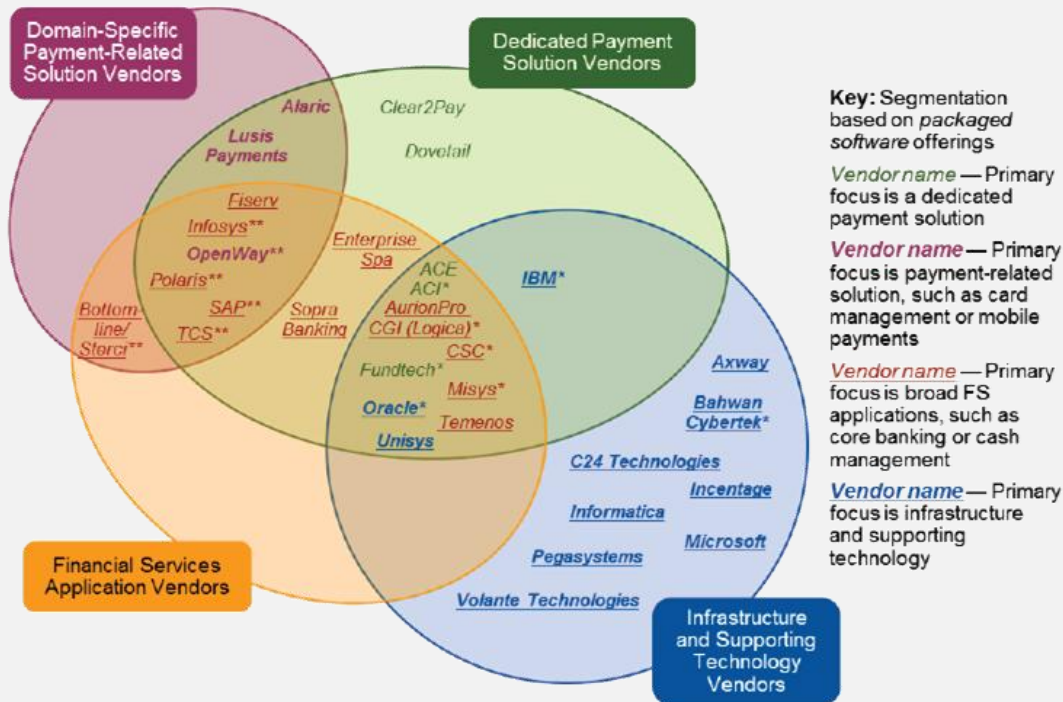 Domain-Specific
Payment-Related
Solution Vendors
Dedicated Payment
Solution Vendors
Alaric
Clear2Pay
Lusis
Payments
Dovetail
Fiserv
Infosys**
OpenWay**
Polaris**
SAP**
TCS**
Bottom-
line/
Sterci**
Enterprise
Spa
Sopra
Banking
ACE
ACI*
AurionPro
CGI (Logica)*
CSC*
Fundtech*
Misys*
Oracle*
Temenos
Unisys
IBM*
Axway
Bahwan
Cybertek*
C24 Technologies
Incentage
Informatica
Microsoft
Pegasystems
Volante Technologies
Financial Services
Application Vendors
Infrastructure
and Supporting
Technology
Vendors
Key: Segmentation
based on packaged
software offerings
Vendor name — Primary
focus is a dedicated
payment solution
Vendor name — Primary
focus is payment-related
solution, such as card
management or mobile
payments
Vendor name — Primary
focus is broad FS
applications, such as
core banking or cash
management
Vendor name — Primary
focus is infrastructure
and supporting
technology